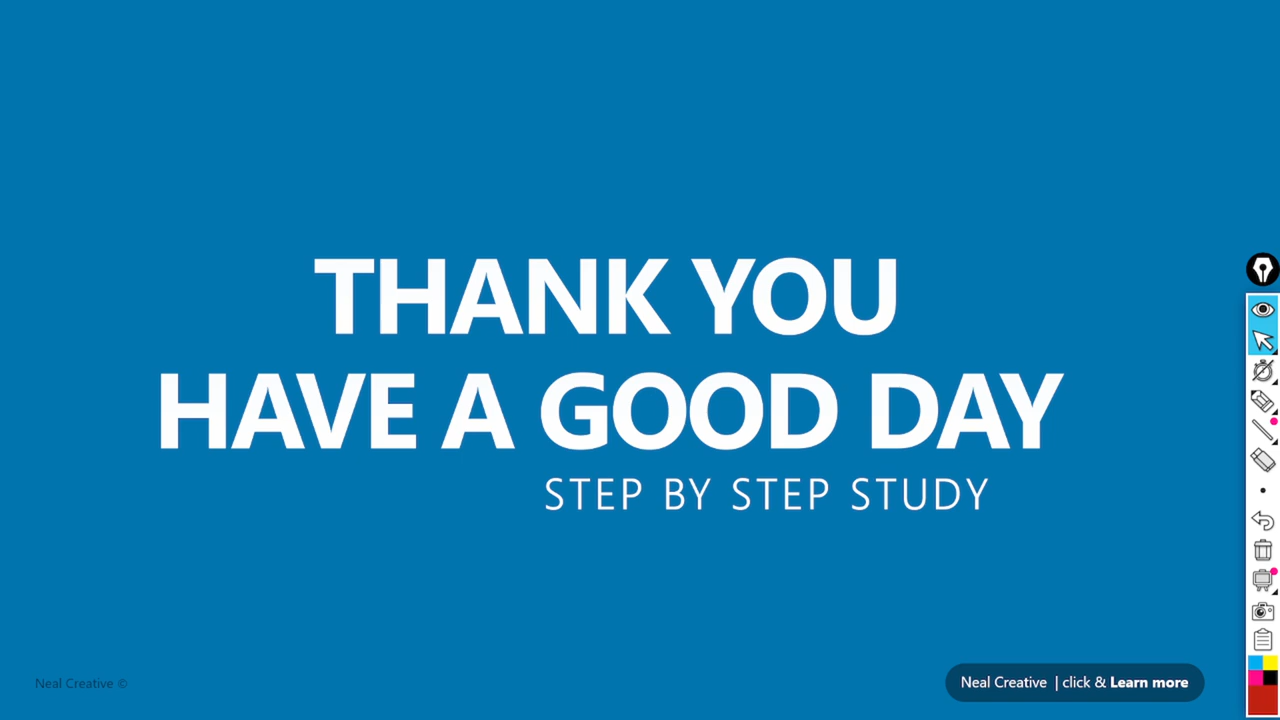 THANK YOU
HAVE A GOOD DAY
STEP BY STEP STUDY
Neal Creative ©
Neal Creative | click & Learn more